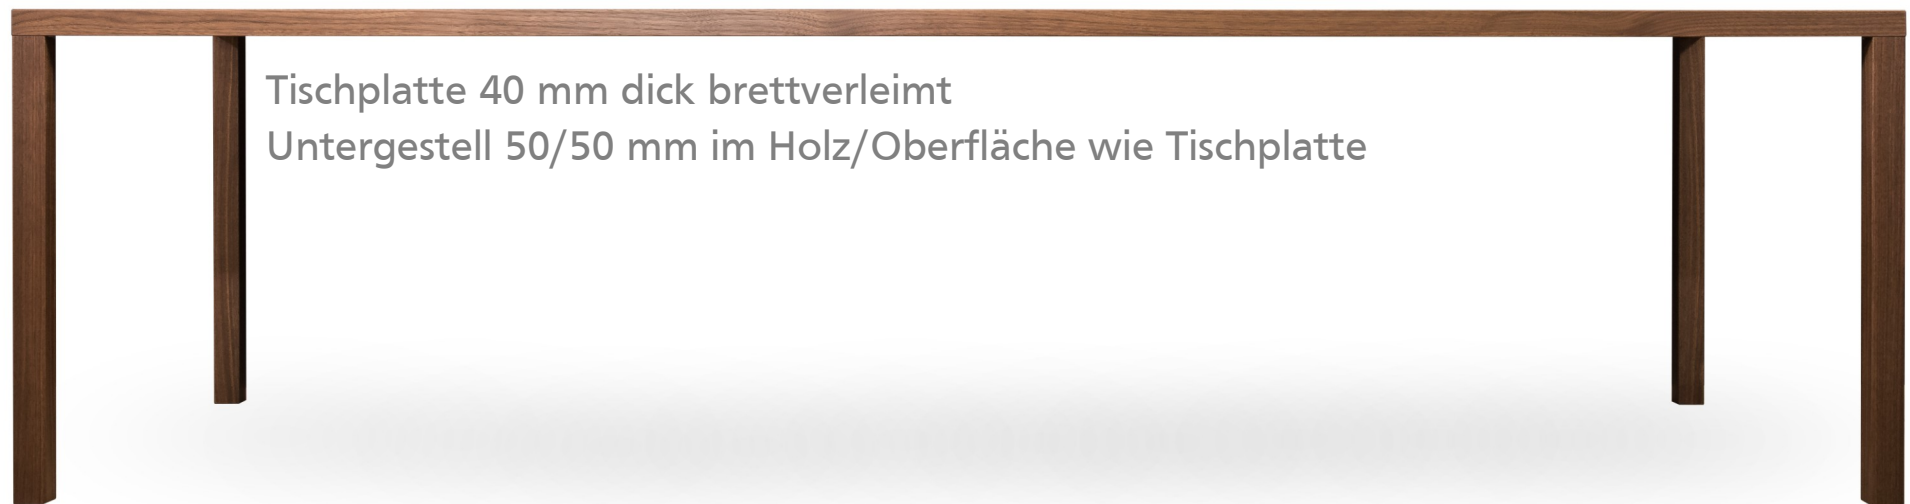 Tischplatte 40 mm dick brettverleimt
Untergestell 50/50 mm im Holz/Oberfläche wie Tischplatte